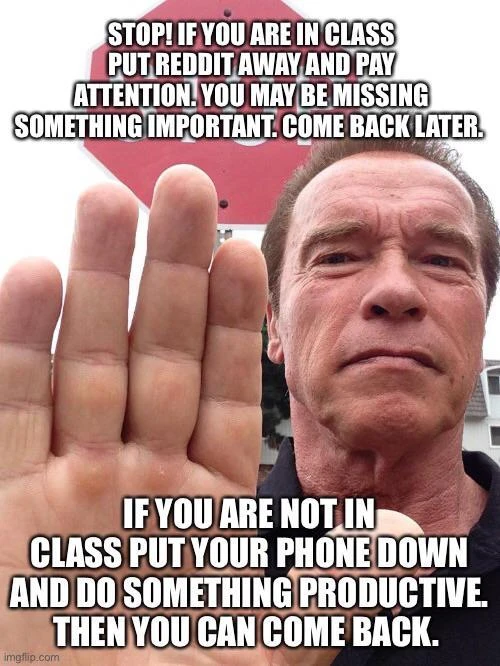 STOP! IF YOU ARE IN CLASS
PUT REDDIT AWAY AND PAY
ATTENTION. YOU MAY BE MISSING
SOMETHING IMPORTANT. COME BACK LATER.
IF YOU ARE NOT IN
CLASS PUT YOUR PHONE DOWN
AND DO SOMETHING PRODUCTIVE.
THEN YOU CAN COME BACK.
imgflip.com